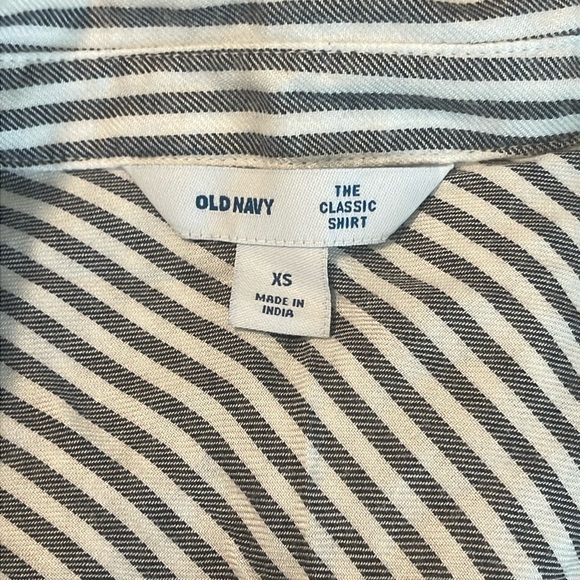 OLD NAVY
THE
CLASSIC
SHIRT
XS
MADE IN
INDIA